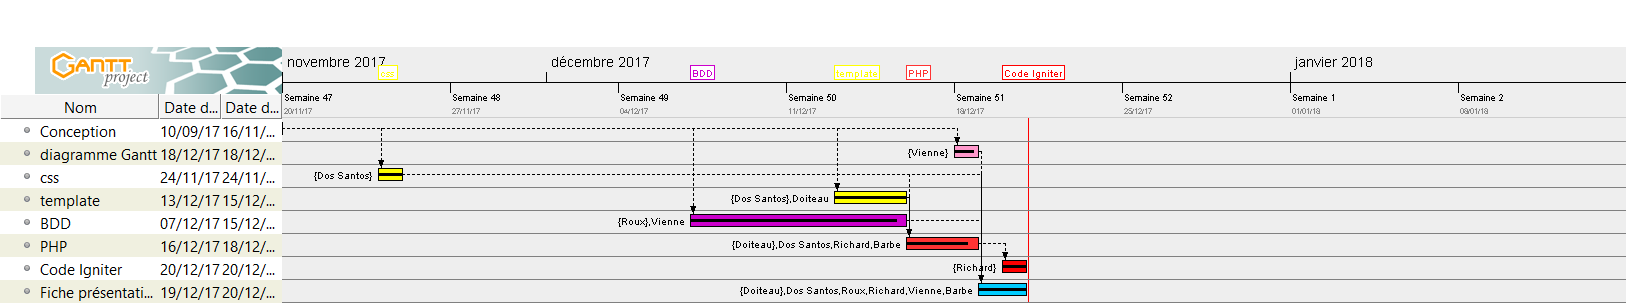 GANTT project
novembre 2017 décembre 2017 janvier 2018
css BDD template PHP Code Igniter
Nom Date d... Date d... Semaine 47 Semaine 48 Semaine 49 Semaine 50 Semaine 51 Semaine 52 Semaine 1 Semaine 2
20/11/17 27/11/17 04/12/17 11/12/17 18/12/17 25/12/17 01/01/18 08/01/18
Conception 10/09/17 16/11/...
diagramme Gantt 18/12/17 18/12/... {Vienne}
css 24/11/17 24/11/... {Dos Santos}
template 13/12/17 15/12/... {Dos Santos},Doiteau
BDD 07/12/17 15/12/... {Roux},Vienne
PHP 16/12/17 18/12/... {Doiteau},Dos Santos,Richard,Barbe
Code Igniter 20/12/17 20/12/... {Richard}
Fiche présentati... 19/12/17 20/12/... {Doiteau},Dos Santos,Roux,Richard,Vienne,Barbe